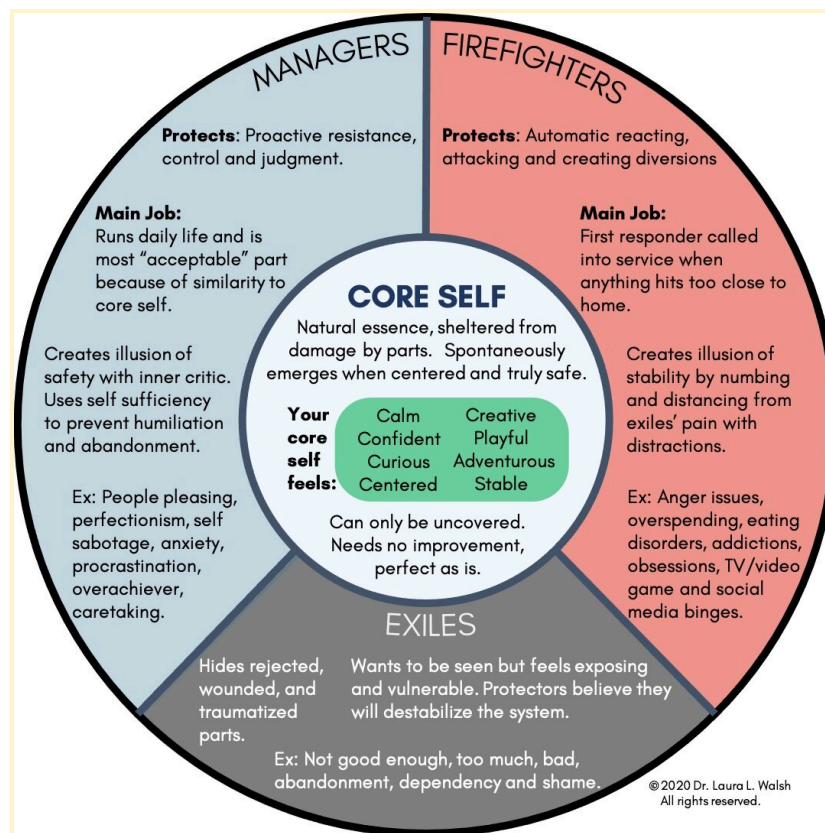 MANAGERS
Protects: Proactive resistance,
control and judgment.
Main Job:
Runs daily life and is
most “acceptable” part
because of similarity to
core self.
Creates illusion of
safety with inner critic.
Uses self sufficiency
to prevent humiliation
and abandonment.
Ex: People pleasing,
perfectionism, self
sabotage, anxiety,
procrastination,
overachiever,
caretaking.
FIREFIGHTERS
Protects: Automatic reacting,
attacking and creating diversions
Main Job:
First responder called
into service when
anything hits too close to
home.
Creates illusion of
stability by numbing
and distancing from
exiles’ pain with
distractions.
Ex: Anger issues,
overspending, eating
disorders, addictions,
obsessions, TV/video
game and social
media binges.
CORE SELF
Natural essence, sheltered from
damage by parts. Spontaneously
emerges when centered and truly safe.
Your
core
self
feels:
Calm Creative
Confident Playful
Curious Adventurous
Centered Stable
Can only be uncovered.
Needs no improvement,
perfect as is.
EXILES
Hides rejected,
wounded, and
traumatized
parts.
Wants to be seen but feels exposing
and vulnerable. Protectors believe they
will destabilize the system.
Ex: Not good enough, too much, bad,
abandonment, dependency and shame.
© 2020 Dr. Laura L. Walsh
All rights reserved.